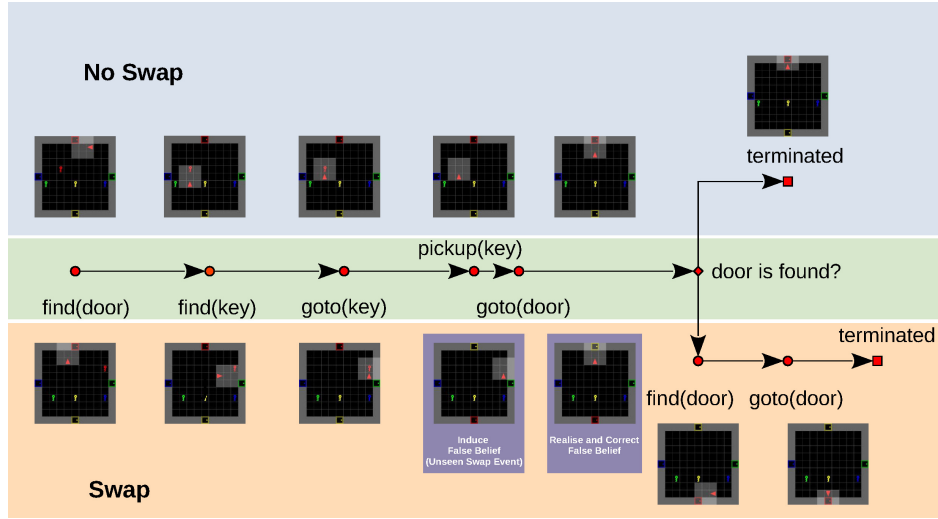 No Swap
terminated
pickup(key)
door is found?
find(door)
find(key)
goto(key)
goto(door)
terminated
find(door)
goto(door)
Induce
False Belief
(Unseen Swap Event)
Realise and Correct
False Belief
Swap